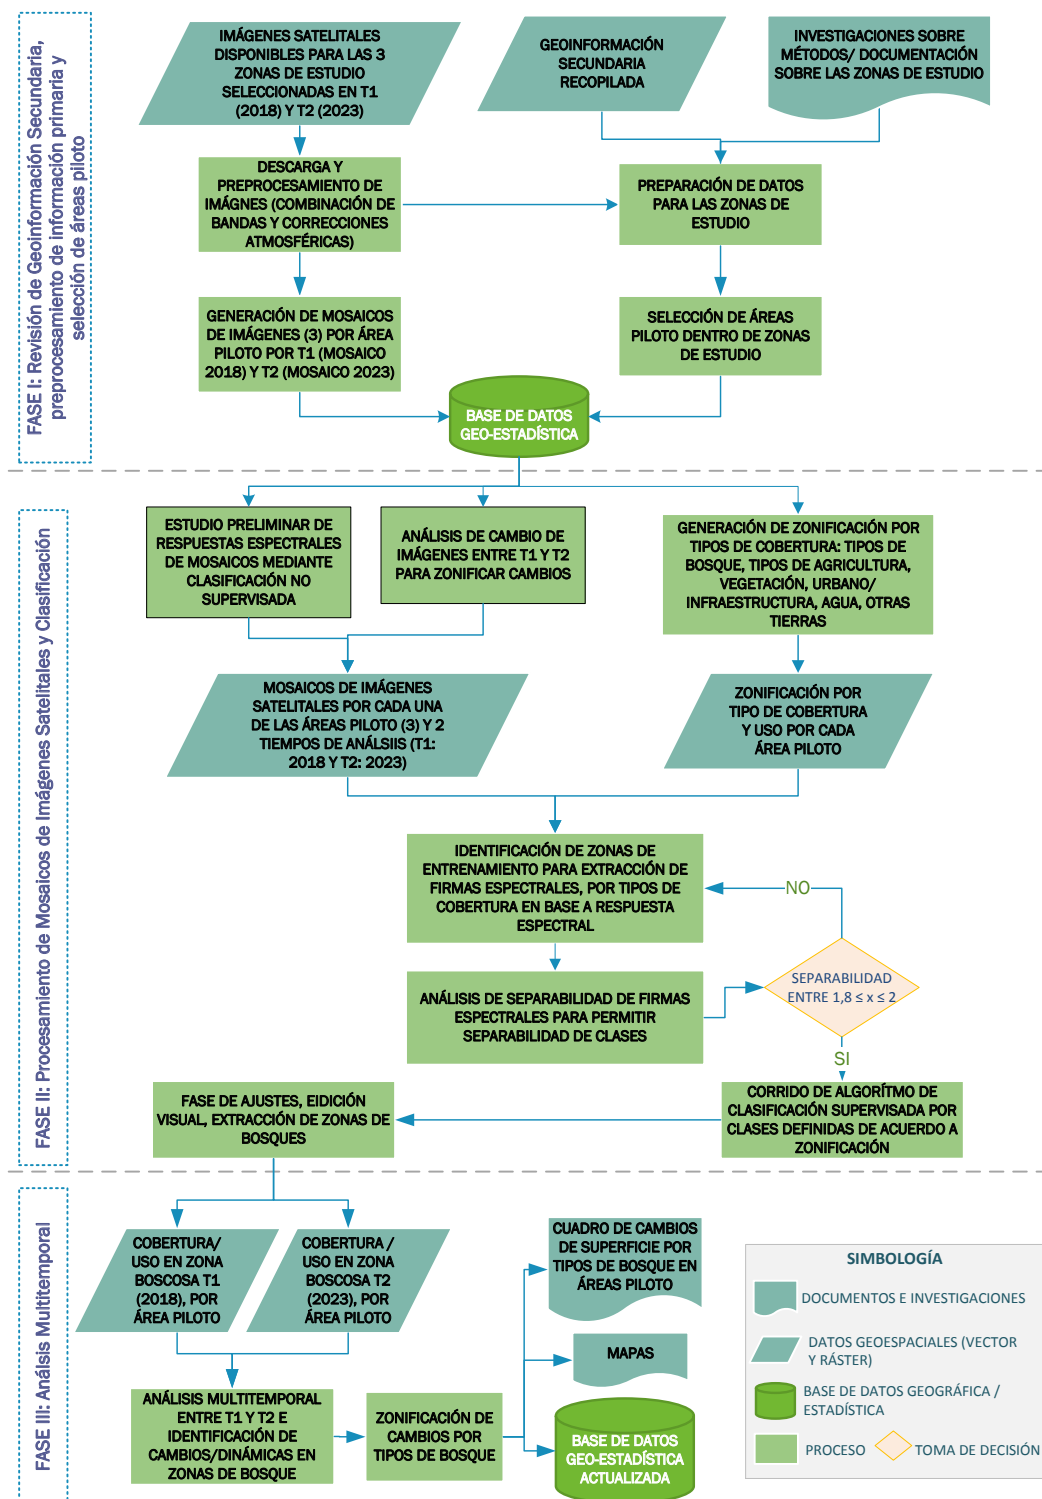 FASE I: Revisión de Geoinformación Secundaria,
preprocesamiento de información primaria y
selección de áreas piloto
IMÁGENES SATELITALES
DISPONIBLES PARA LAS 3
ZONAS DE ESTUDIO
SELECCIONADAS EN T1
(2018) Y T2 (2023)
GEOINFORMACIÓN
SECUNDARIA
RECOPILADA
INVESTIGACIONES SOBRE
MÉTODOS/ DOCUMENTACIÓN
SOBRE LAS ZONAS DE ESTUDIO
DESCARGA Y
PREPROCESAMIENTO DE
IMÁGNES (COMBINACIÓN DE
BANDAS Y CORRECCIONES
ATMOSFÉRICAS)
PREPARACIÓN DE DATOS
PARA LAS ZONAS DE
ESTUDIO
GENERACIÓN DE MOSAICOS
DE IMÁGENES (3) POR ÁREA
PILOTO POR T1 (MOSAICO
2018) Y T2 (MOSAICO 2023)
SELECCIÓN DE ÁREAS
PILOTO DENTRO DE ZONAS
DE ESTUDIO
BASE DE DATOS
GEO-ESTADÍSTICA
FASE II: Procesamiento de Mosaicos de Imágenes Satelitales y Clasificación
ESTUDIO PRELIMINAR DE
RESPUESTAS ESPECTRALES
DE MOSAICOS MEDIANTE
CLASIFICACIÓN NO
SUPERVISADA
ANÁLISIS DE CAMBIO DE
IMÁGENES ENTRE T1 Y T2
PARA ZONIFICAR CAMBIOS
GENERACIÓN DE ZONIFICACIÓN POR
TIPOS DE COBERTURA: TIPOS DE
BOSQUE, TIPOS DE AGRICULTURA,
VEGETACIÓN, URBANO/
INFRAESTRUCTURA, AGUA, OTRAS
TIERRAS
MOSAICOS DE IMÁGENES
SATELITALES POR CADA UNA
DE LAS ÁREAS PILOTO (3) Y 2
TIEMPOS DE ANÁLSIIS (T1:
2018 Y T2: 2023)
ZONIFICACIÓN POR
TIPO DE COBERTURA
Y USO POR CADA
ÁREA PILOTO
IDENTIFICACIÓN DE ZONAS DE
ENTRENAMIENTO PARA EXTRACCIÓN DE
FIRMAS ESPECTRALES, POR TIPOS DE
COBERTURA EN BASE A RESPUESTA
ESPECTRAL
NO
SEPARABILIDAD
ENTRE 1,8 ≤ x ≤ 2
ANÁLISIS DE SEPARABILIDAD DE FIRMAS
ESPECTRALES PARA PERMITIR
SEPARABILIDAD DE CLASES
SI
CORRIDO DE ALGORÍTMO DE
CLASIFICACIÓN SUPERVISADA POR
CLASES DEFINIDAS DE ACUERDO A
ZONIFICACIÓN
FASE DE AJUSTES, EIDICIÓN
VISUAL, EXTRACCIÓN DE ZONAS DE
BOSQUES
FASE III: Análsis Multitemporal
COBERTURA/
USO EN ZONA
BOSCOSA T1
(2018), POR
ÁREA PILOTO
COBERTURA /
USO EN ZONA
BOSCOSA T2
(2023), POR
ÁREA PILOTO
CUADRO DE CAMBIOS
DE SUPERFICIE POR
TIPOS DE BOSQUE EN
ÁREAS PILOTO
MAPAS
ANÁLISIS MULTITEMPORAL
ENTRE T1 Y T2 E
IDENTIFICACIÓN DE
CAMBIOS/DINÁMICAS EN
ZONAS DE BOSQUE
ZONIFICACIÓN DE
CAMBIOS POR
TIPOS DE BOSQUE
BASE DE DATOS
GEO-ESTADÍSTICA
ACTUALIZADA
SIMBOLOGÍA
DOCUMENTOS E INVESTIGACIONES
DATOS GEOESPACIALES (VECTOR
Y RÁSTER)
BASE DE DATOS GEOGRÁFICA /
ESTADÍSTICA
PROCESO
TOMA DE DECISIÓN